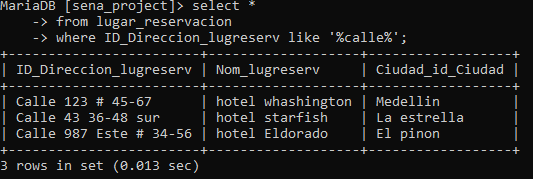 MariaDB [sena_project]> select *
-> from lugar_reservacion
-> where ID_Direccion_lugreserv like '%calle%';
+------------------------+-------------------+------------------+
| ID_Direccion_lugreserv | Nom_lugreserv | Ciudad_id_Ciudad |
+------------------------+-------------------+------------------+
| Calle 123 # 45-67 | hotel whashington | Medellin |
| Calle 43 36-48 sur | hotel starfish | La estrella |
| Calle 987 Este # 34-56 | hotel Eldorado | El pinon |
+------------------------+-------------------+------------------+
3 rows in set (0.013 sec)